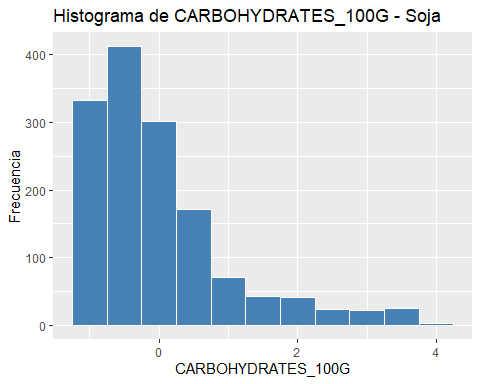 Histograma de CARBOHYDRATES_100G - Soja
Frecuencia
400
300
200
100
0
0
2
4
CARBOHYDRATES_100G